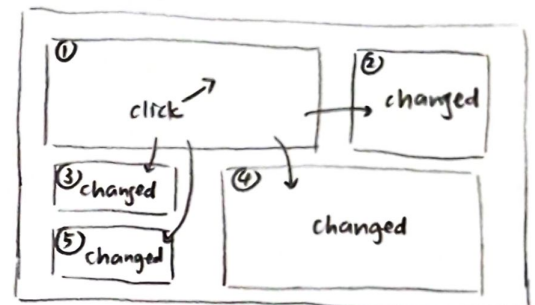 ①
click
②
changed
③
changed
④
changed
⑤
changed